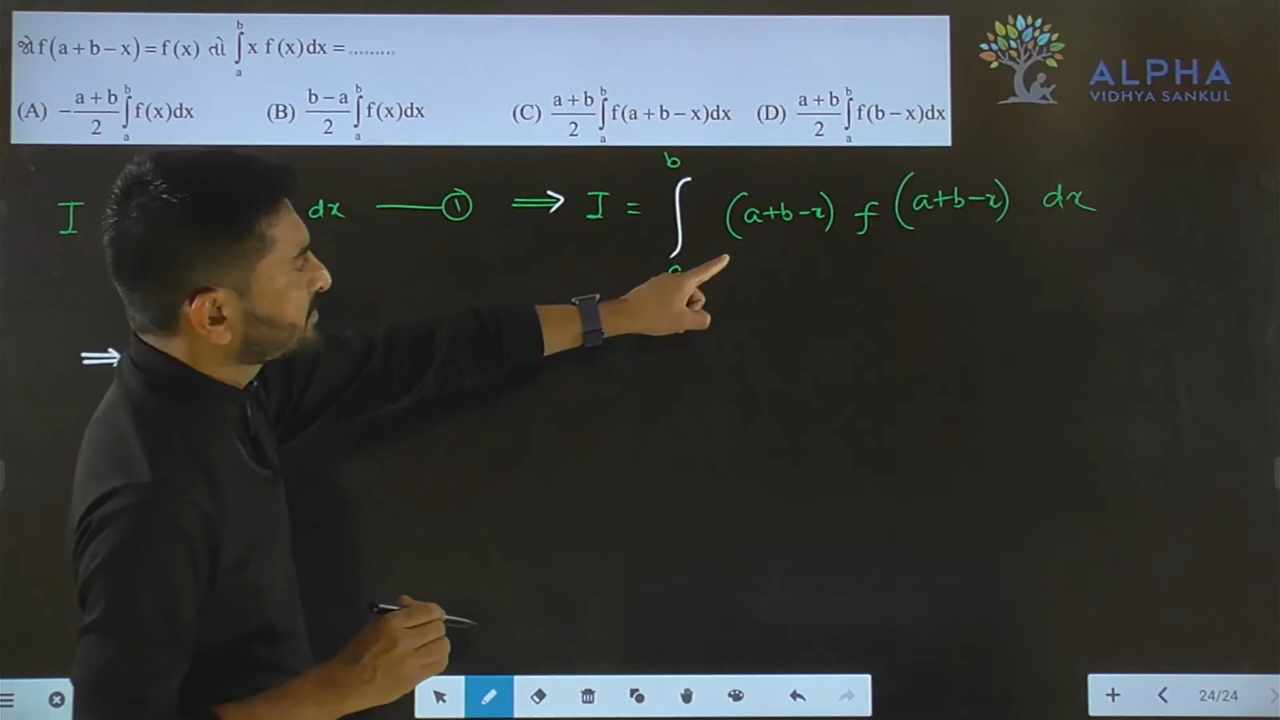 જો f(a+b−x)=f(x) તો ∫ₐᵇ x f(x)dx = .........
(A) −(a+b)/2 ∫ₐᵇ f(x)dx (B) (b−a)/2 ∫ₐᵇ f(x)dx (C) (a+b)/2 ∫ₐᵇ f(a+b−x)dx (D) (a+b)/2 ∫ₐᵇ f(b−x)dx
ALPHA
VIDHYA SANKUL
I dx —— ① ⟹ I = ∫ₐᵇ (a+b−x) f(a+b−x) dx
⇒
24/24